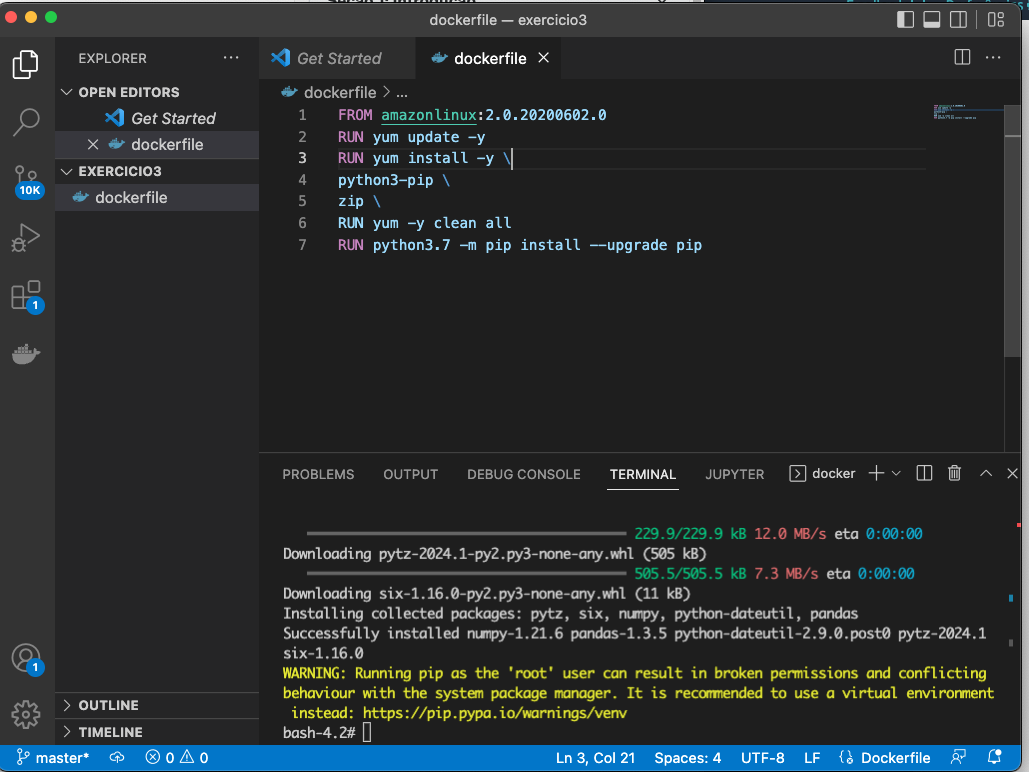 dockerfile — exercicio3
EXPLORER
Get Started
dockerfile
OPEN EDITORS
Get Started
dockerfile
EXERCICIO3
dockerfile
10K
1
1
OUTLINE
TIMELINE
dockerfile > ...
1 FROM amazonlinux:2.0.20200602.0
2 RUN yum update -y
3 RUN yum install -y \
4 python3-pip \
5 zip \
6 RUN yum -y clean all
7 RUN python3.7 -m pip install --upgrade pip
PROBLEMS OUTPUT DEBUG CONSOLE TERMINAL JUPYTER docker
229.9/229.9 kB 12.0 MB/s eta 0:00:00
Downloading pytz-2024.1-py2.py3-none-any.whl (505 kB)
505.5/505.5 kB 7.3 MB/s eta 0:00:00
Downloading six-1.16.0-py2.py3-none-any.whl (11 kB)
Installing collected packages: pytz, six, numpy, python-dateutil, pandas
Successfully installed numpy-1.21.6 pandas-1.3.5 python-dateutil-2.9.0.post0 pytz-2024.1
six-1.16.0
WARNING: Running pip as the 'root' user can result in broken permissions and conflicting
behaviour with the system package manager. It is recommended to use a virtual environment
instead: https://pip.pypa.io/warnings/venv
bash-4.2#
master* 0 0 Ln 3, Col 21 Spaces: 4 UTF-8 LF Dockerfile